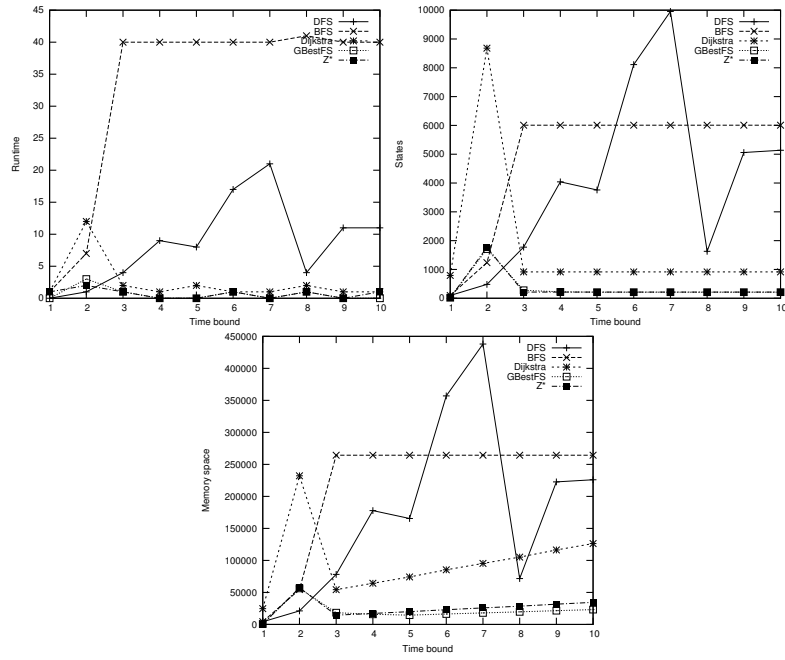 45
40
35
30
25
20
15
10
5
0
1 2 3 4 5 6 7 8 9 10
Runtime
Time bound
DFS
BFS
Dijkstra
GBestFS
Z*
10000
9000
8000
7000
6000
5000
4000
3000
2000
1000
0
1 2 3 4 5 6 7 8 9 10
States
Time bound
DFS
BFS
Dijkstra
GBestFS
Z*
450000
400000
350000
300000
250000
200000
150000
100000
50000
0
1 2 3 4 5 6 7 8 9 10
Memory space
Time bound
DFS
BFS
Dijkstra
GBestFS
Z*